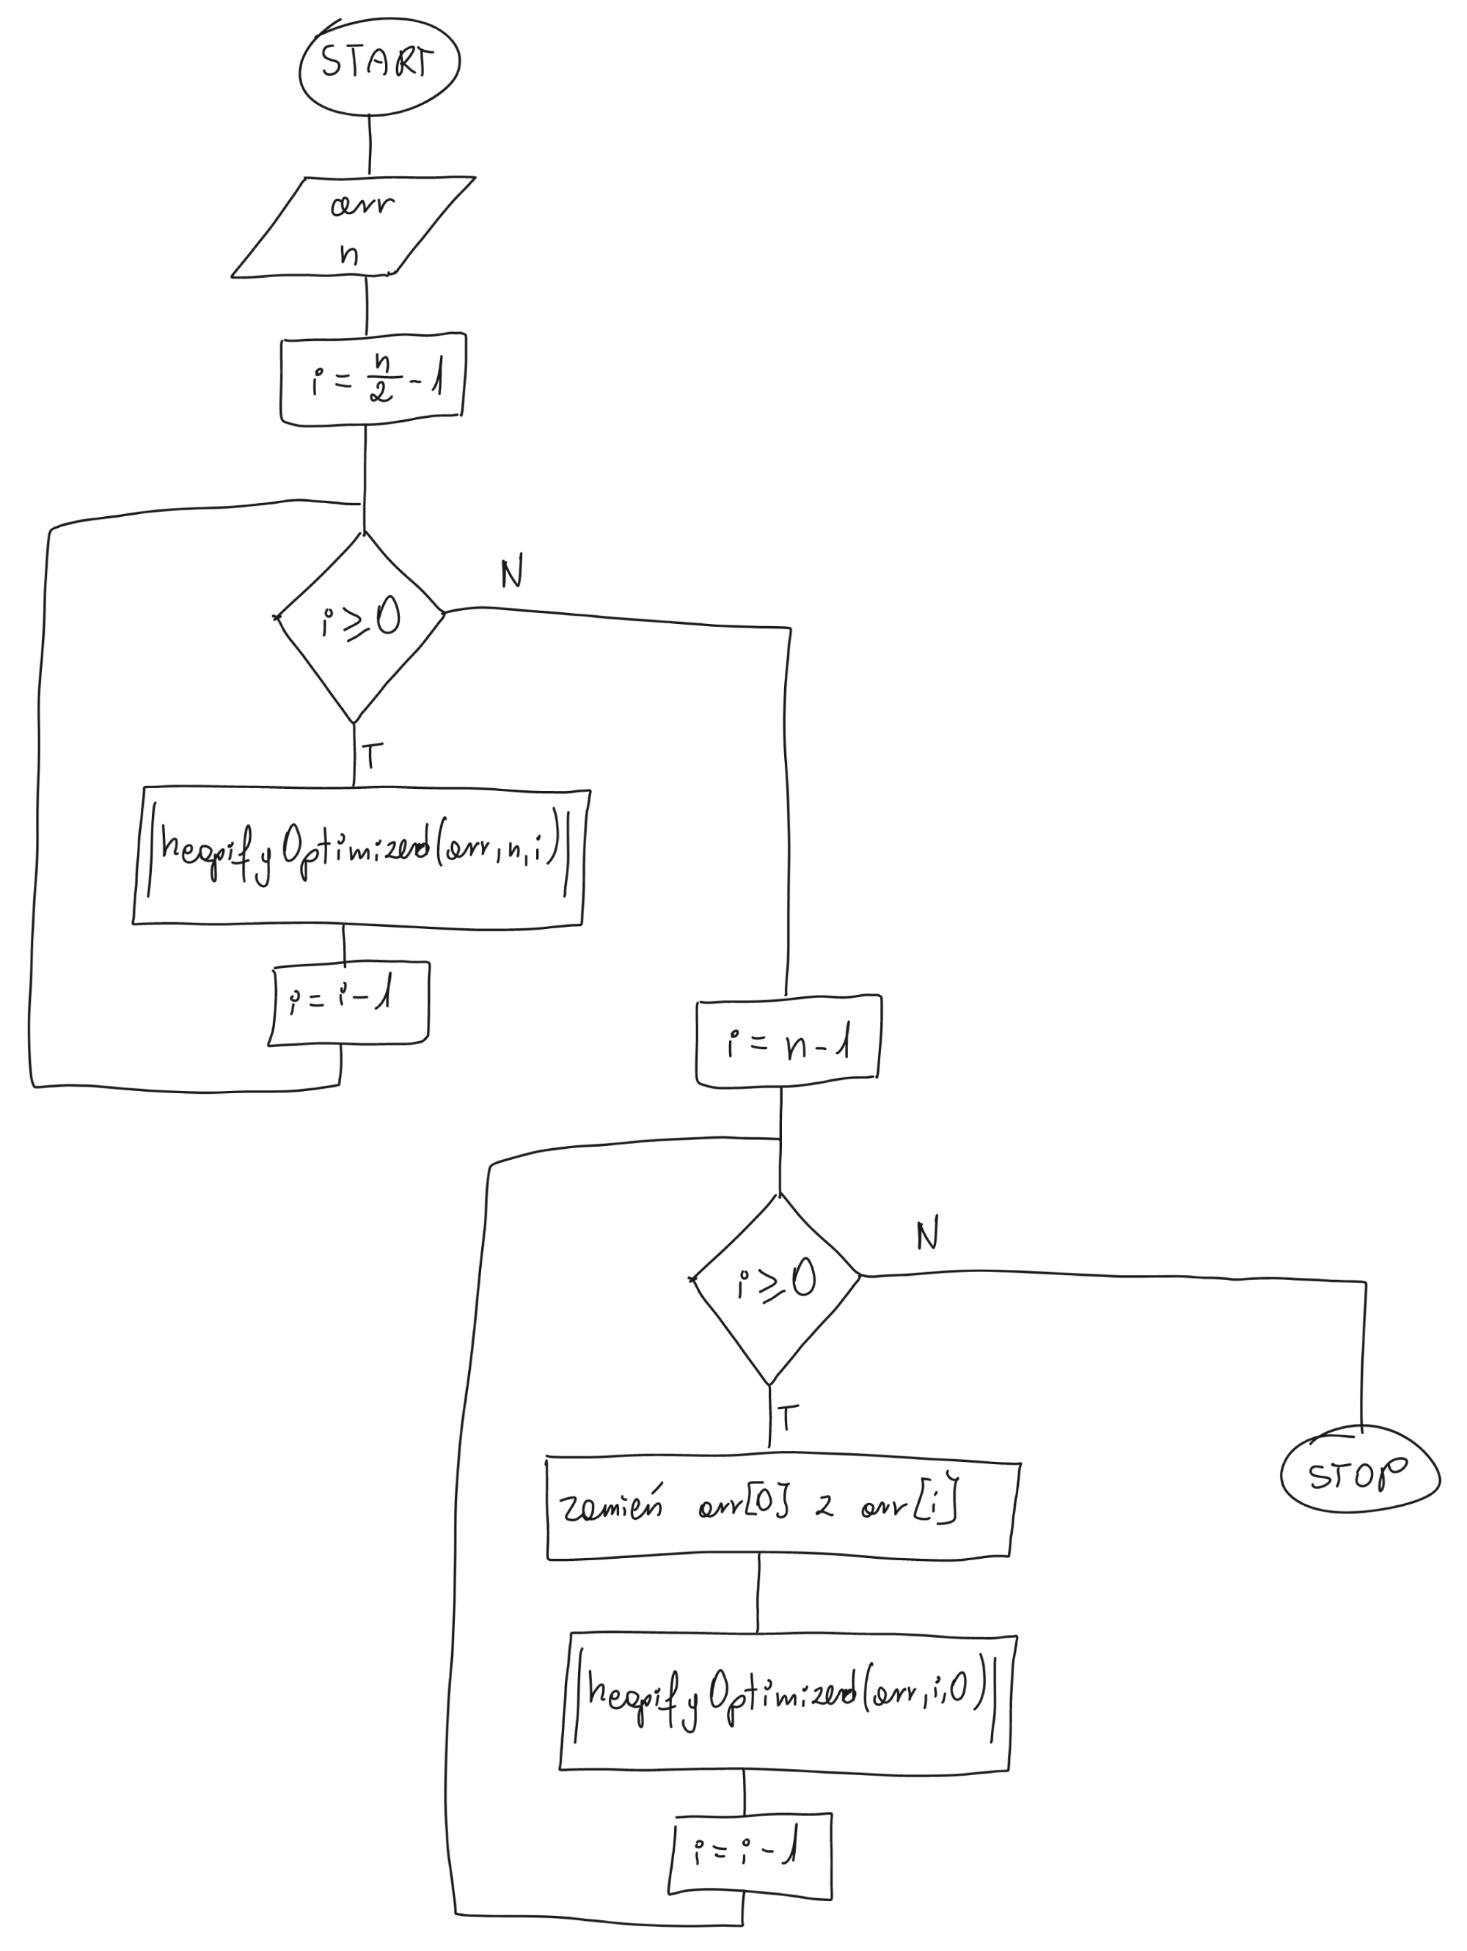 START
arr
n
i = n/2 - 1
i ≥ 0
N
T
heapifyOptimized(arr, n, i)
i = i - 1
i = n - 1
i ≥ 0
N
T
zamień arr[0] z arr[i]
STOP
heapifyOptimized(arr, i, 0)
i = i - 1